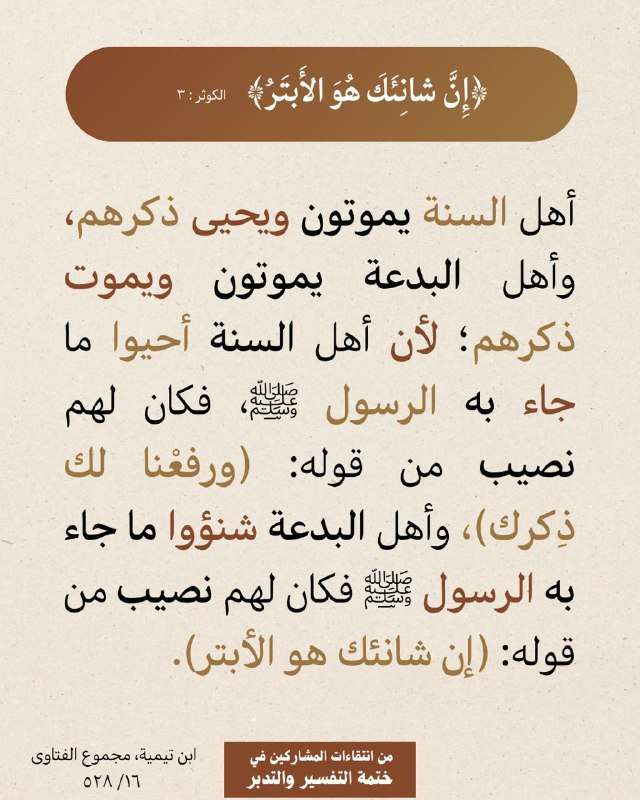 ﴿إِنَّ شانِئَكَ هُوَ الأَبتَرُ﴾ الكوثر: ٣
أهل السنة يموتون ويحيى ذكرهم،
وأهل البدعة يموتون ويموت
ذكرهم؛ لأن أهل السنة أحيوا ما
جاء به الرسول ﷺ، فكان لهم
نصيب من قوله: (ورفعْنا لك
ذِكرك)، وأهل البدعة شنؤوا ما جاء
به الرسول ﷺ فكان لهم نصيب من
قوله: (إن شانئك هو الأبتر).
من انتقاءات المشاركين في
ختمة التفسير والتدبر
ابن تيمية، مجموع الفتاوى
١٦/ ٥٢٨